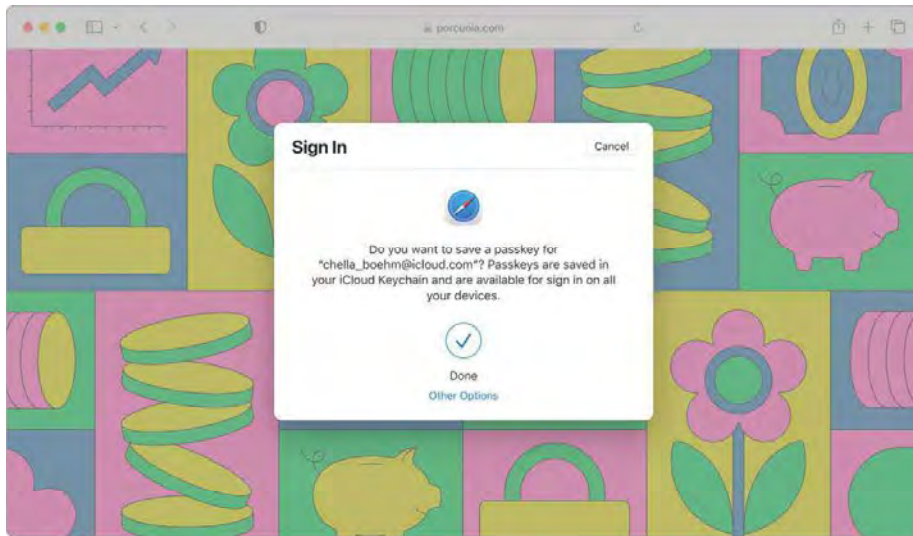 porcunia.com
Sign In
Cancel
Do you want to save a passkey for
"chella_boehm@icloud.com"? Passkeys are saved in
your iCloud Keychain and are available for sign in on all
your devices.
Done
Other Options